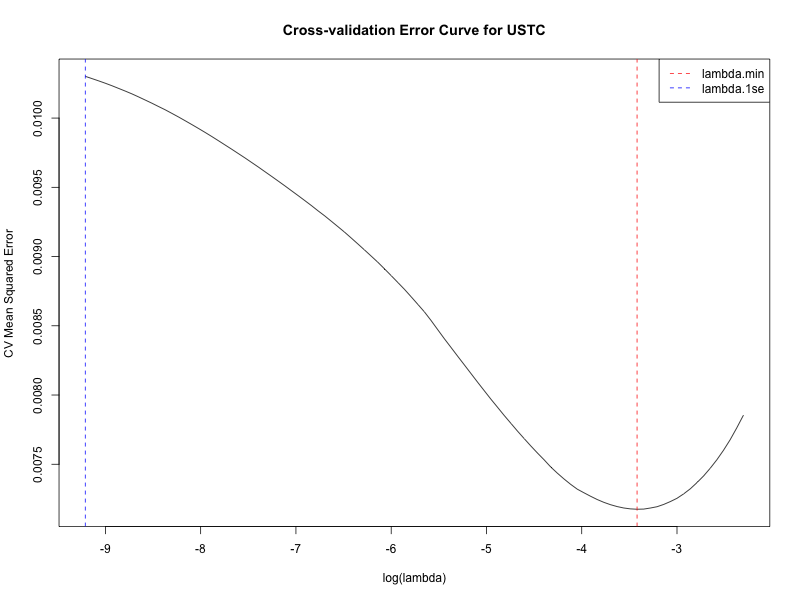 Cross-validation Error Curve for USTC
lambda.min
lambda.1se
CV Mean Squared Error
0.0100
0.0095
0.0090
0.0085
0.0080
0.0075
-9 -8 -7 -6 -5 -4 -3
log(lambda)